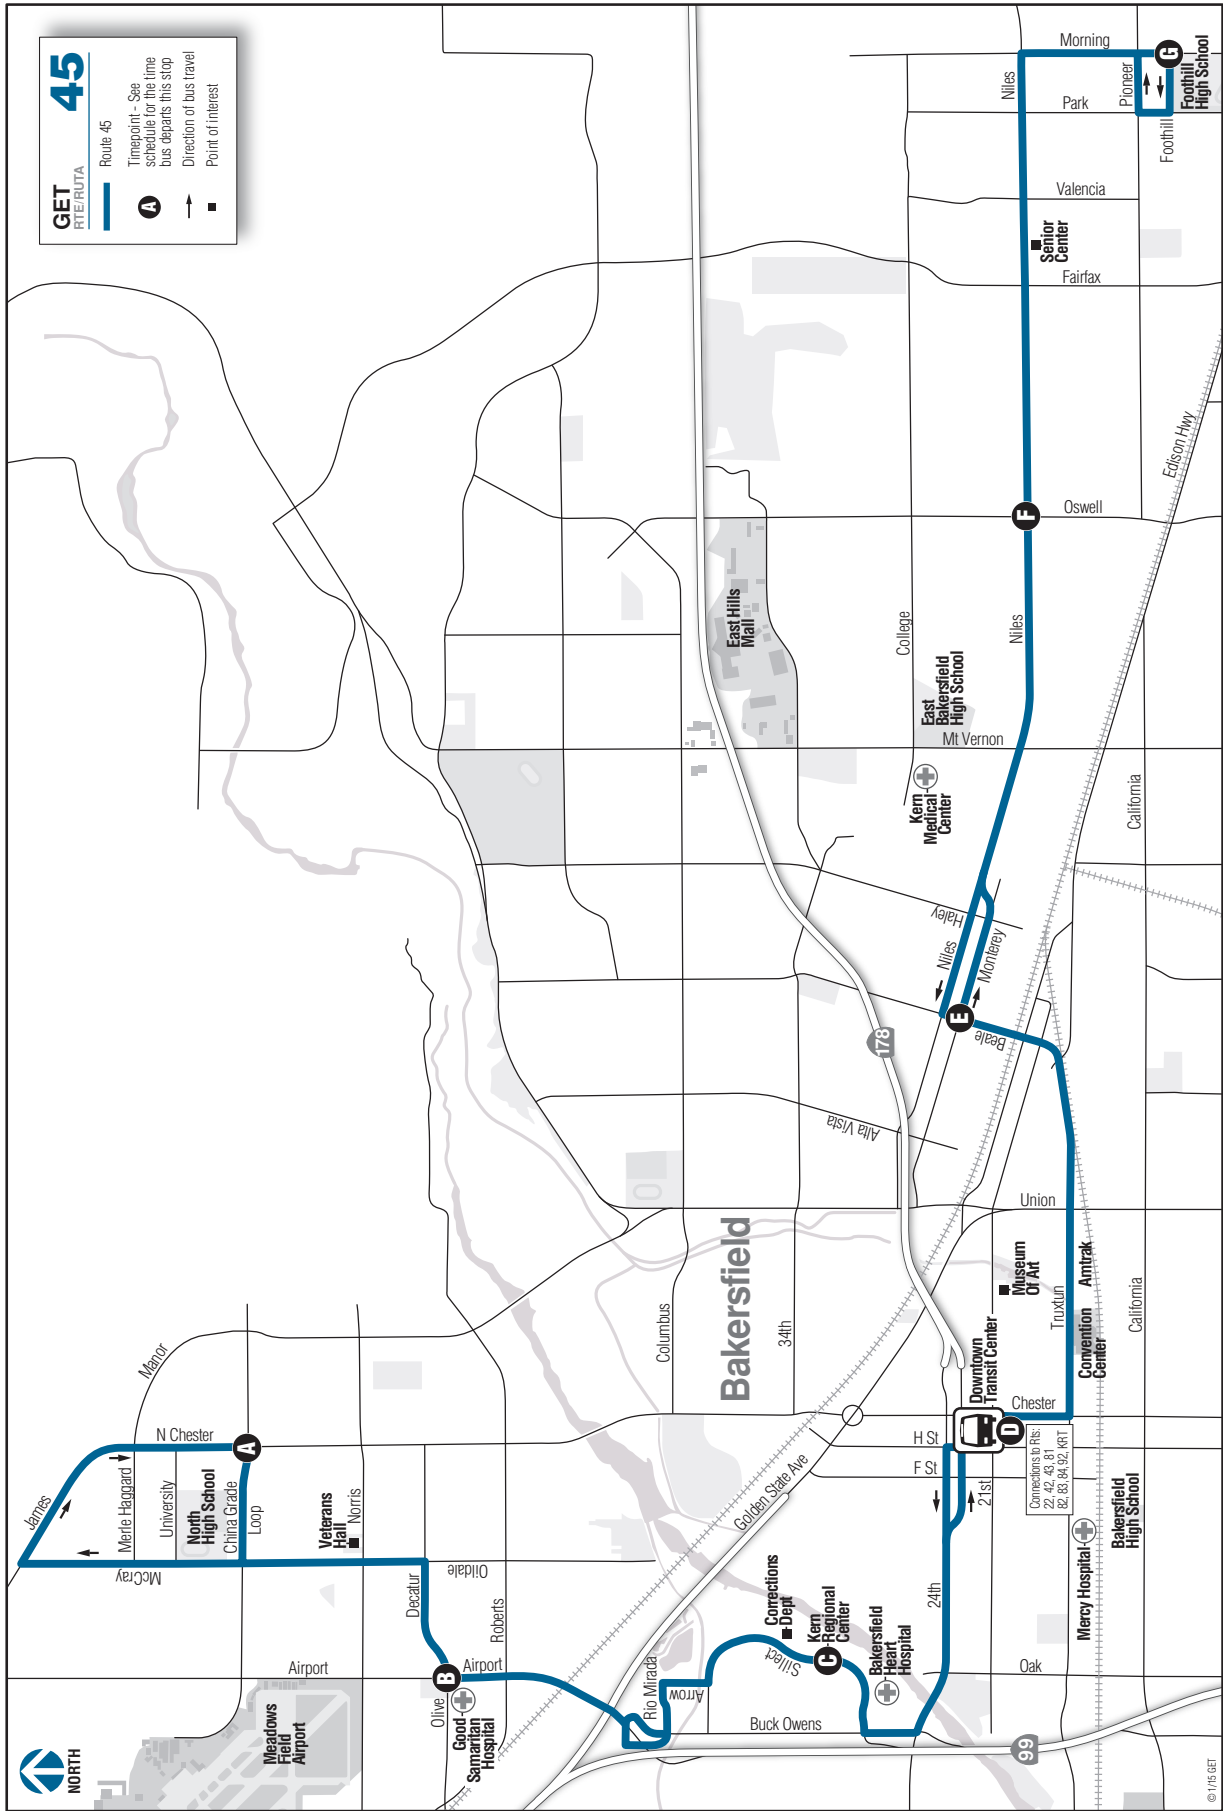 GET
RTE/RUTA
45
Route 45
A
Timepoint - See
schedule for the time
bus departs this stop
Direction of bus travel
Point of interest
NORTH
James
Manor
N Chester
Merle Haggard
University
North
High School
China Grade
Loop
A
McCray
Veterans
Hall
Norris
Oildale
Decatur
Roberts
Airport
Airport
Olive
B
Good
Samaritan
Hospital
Meadows
Field
Airport
Rio Mirada
Arrow
Sillect
Corrections
Dept
C
Kern
Regional
Center
Bakersfield
Heart
Hospital
Buck Owens
99
Oak
24th
Golden State Ave
Columbus
34th
Bakersfield
H St
F St
21st
Downtown
Transit Center
D
Connections to Rts:
22, 42, 43, 81
82, 83, 84,92, KRT
Chester
Mercy Hospital
Bakersfield
High School
Museum
Of Art
Truxtun
Amtrak
Convention
Center
California
Union
Alta Vista
178
E
Beale
Niles
Monterey
Haley
Kern
Medical
Center
East
Bakersfield
High School
Mt Vernon
California
College
East Hills
Mall
Niles
F
Oswell
Edison Hwy
Fairfax
Senior
Center
Valencia
Niles
Park
Morning
Pioneer
Foothill
G
Foothill
High School
© 1/15 GET